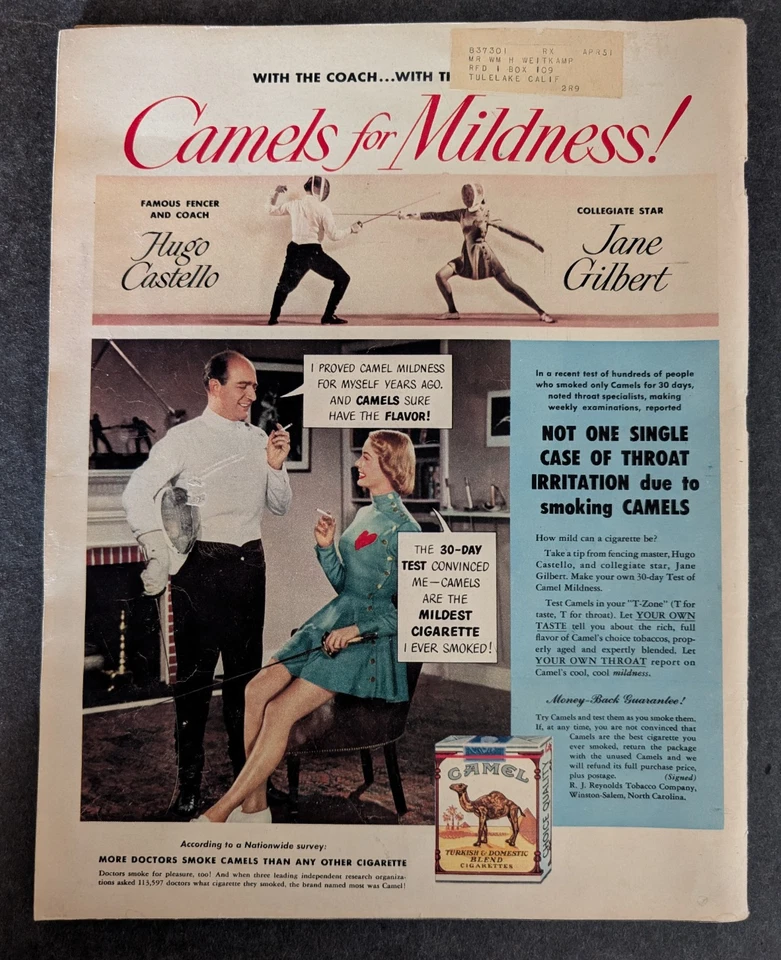 837301 RX APR51
MR WM H WEITKAMP
RFD 1 BOX 109
TULELAKE CALIF
289
WITH THE COACH...WITH
Camels for Mildness!
FAMOUS FENCER
AND COACH
Hugo
Castello
COLLEGIATE STAR
Jane
Gilbert
I PROVED CAMEL MILDNESS
FOR MYSELF YEARS AGO.
AND CAMELS SURE
HAVE THE FLAVOR!
THE 30-DAY
TEST CONVINCED
ME—CAMELS
ARE THE
MILDEST
CIGARETTE
I EVER SMOKED!
In a recent test of hundreds of people
who smoked only Camels for 30 days,
noted throat specialists, making
weekly examinations, reported
NOT ONE SINGLE
CASE OF THROAT
IRRITATION due to
smoking CAMELS
How mild can a cigarette be?
Take a tip from fencing master, Hugo
Castello, and collegiate star, Jane
Gilbert. Make your own 30-day Test of
Camel Mildness.
Test Camels in your "T-Zone" (T for
taste, T for throat). Let YOUR OWN
TASTE tell you about the rich, full
flavor of Camel's choice tobaccos, prop-
erly aged and expertly blended. Let
YOUR OWN THROAT report on
Camel's cool, cool mildness.
Money-Back Guarantee!
Try Camels and test them as you smoke them.
If, at any time, you are not convinced that
Camels are the best cigarette you
ever smoked, return the package
with the unused Camels and we
will refund its full purchase price,
plus postage. (Signed)
R. J. Reynolds Tobacco Company,
Winston-Salem, North Carolina.
CAMEL
TURKISH & DOMESTIC
BLEND
CIGARETTES
CHOICE QUALITY
According to a Nationwide survey:
MORE DOCTORS SMOKE CAMELS THAN ANY OTHER CIGARETTE
Doctors smoke for pleasure, too! And when three leading independent research organiza-
tions asked 113,597 doctors what cigarette they smoked, the brand named most was Camel!